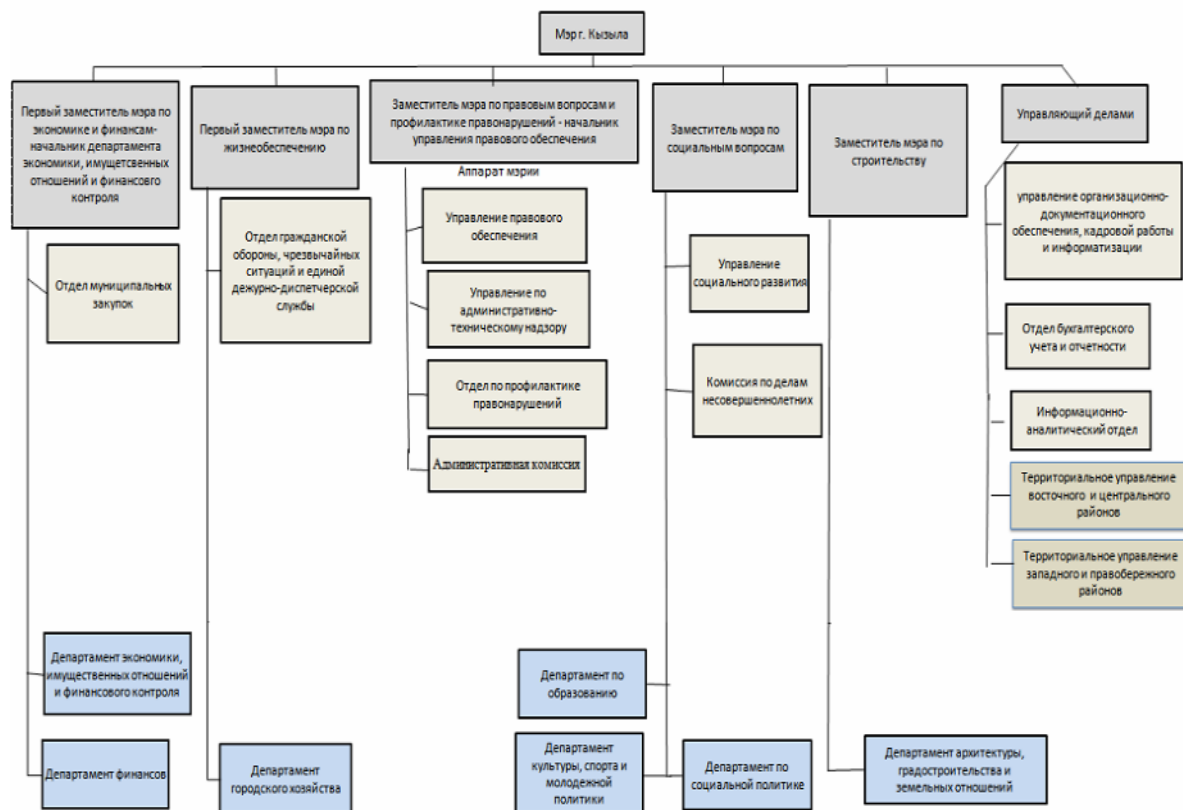 Мэр г. Кызыла
Первый заместитель мэра по
экономике и финансам-
начальник департамента
экономики, имущетсвенных
отношений и финансовго
контроля
Первый заместитель мэра по
жизнеобеспечению
Заместитель мэра по правовым вопросам и
профилактике правонарушений - начальник
управления правового обеспечения
Заместитель мэра по
социальным вопросам
Заместитель мэра по
строительству
Управляющий делами
Аппарат мэрии
Отдел муниципальных
закупок
Отдел гражданской
обороны, чрезвычайных
ситуаций и единой
дежурно-диспетчерской
службы
Управление правового
обеспечения
Управление по
административно-
техническому надзору
Отдел по профилактике
правонарушений
Административная комиссия
Управление
социального развития
Комиссия по делам
несовершеннолетних
управление организационно-
документационного
обеспечения, кадровой работы
и информатизации
Отдел бухгалтерского
учета и отчетности
Информационно-
аналитический отдел
Территориальное управление
восточного и центрального
районов
Территориальное управление
западного и правобережного
районов
Департамент экономики,
имущественных отношений
и финансового контроля
Департамент финансов
Департамент
городского хозяйства
Департамент по
образованию
Департамент
культуры, спорта и
молодежной
политики
Департамент по
социальной политике
Департамент архитектуры,
градостроительства и
земельных отношений